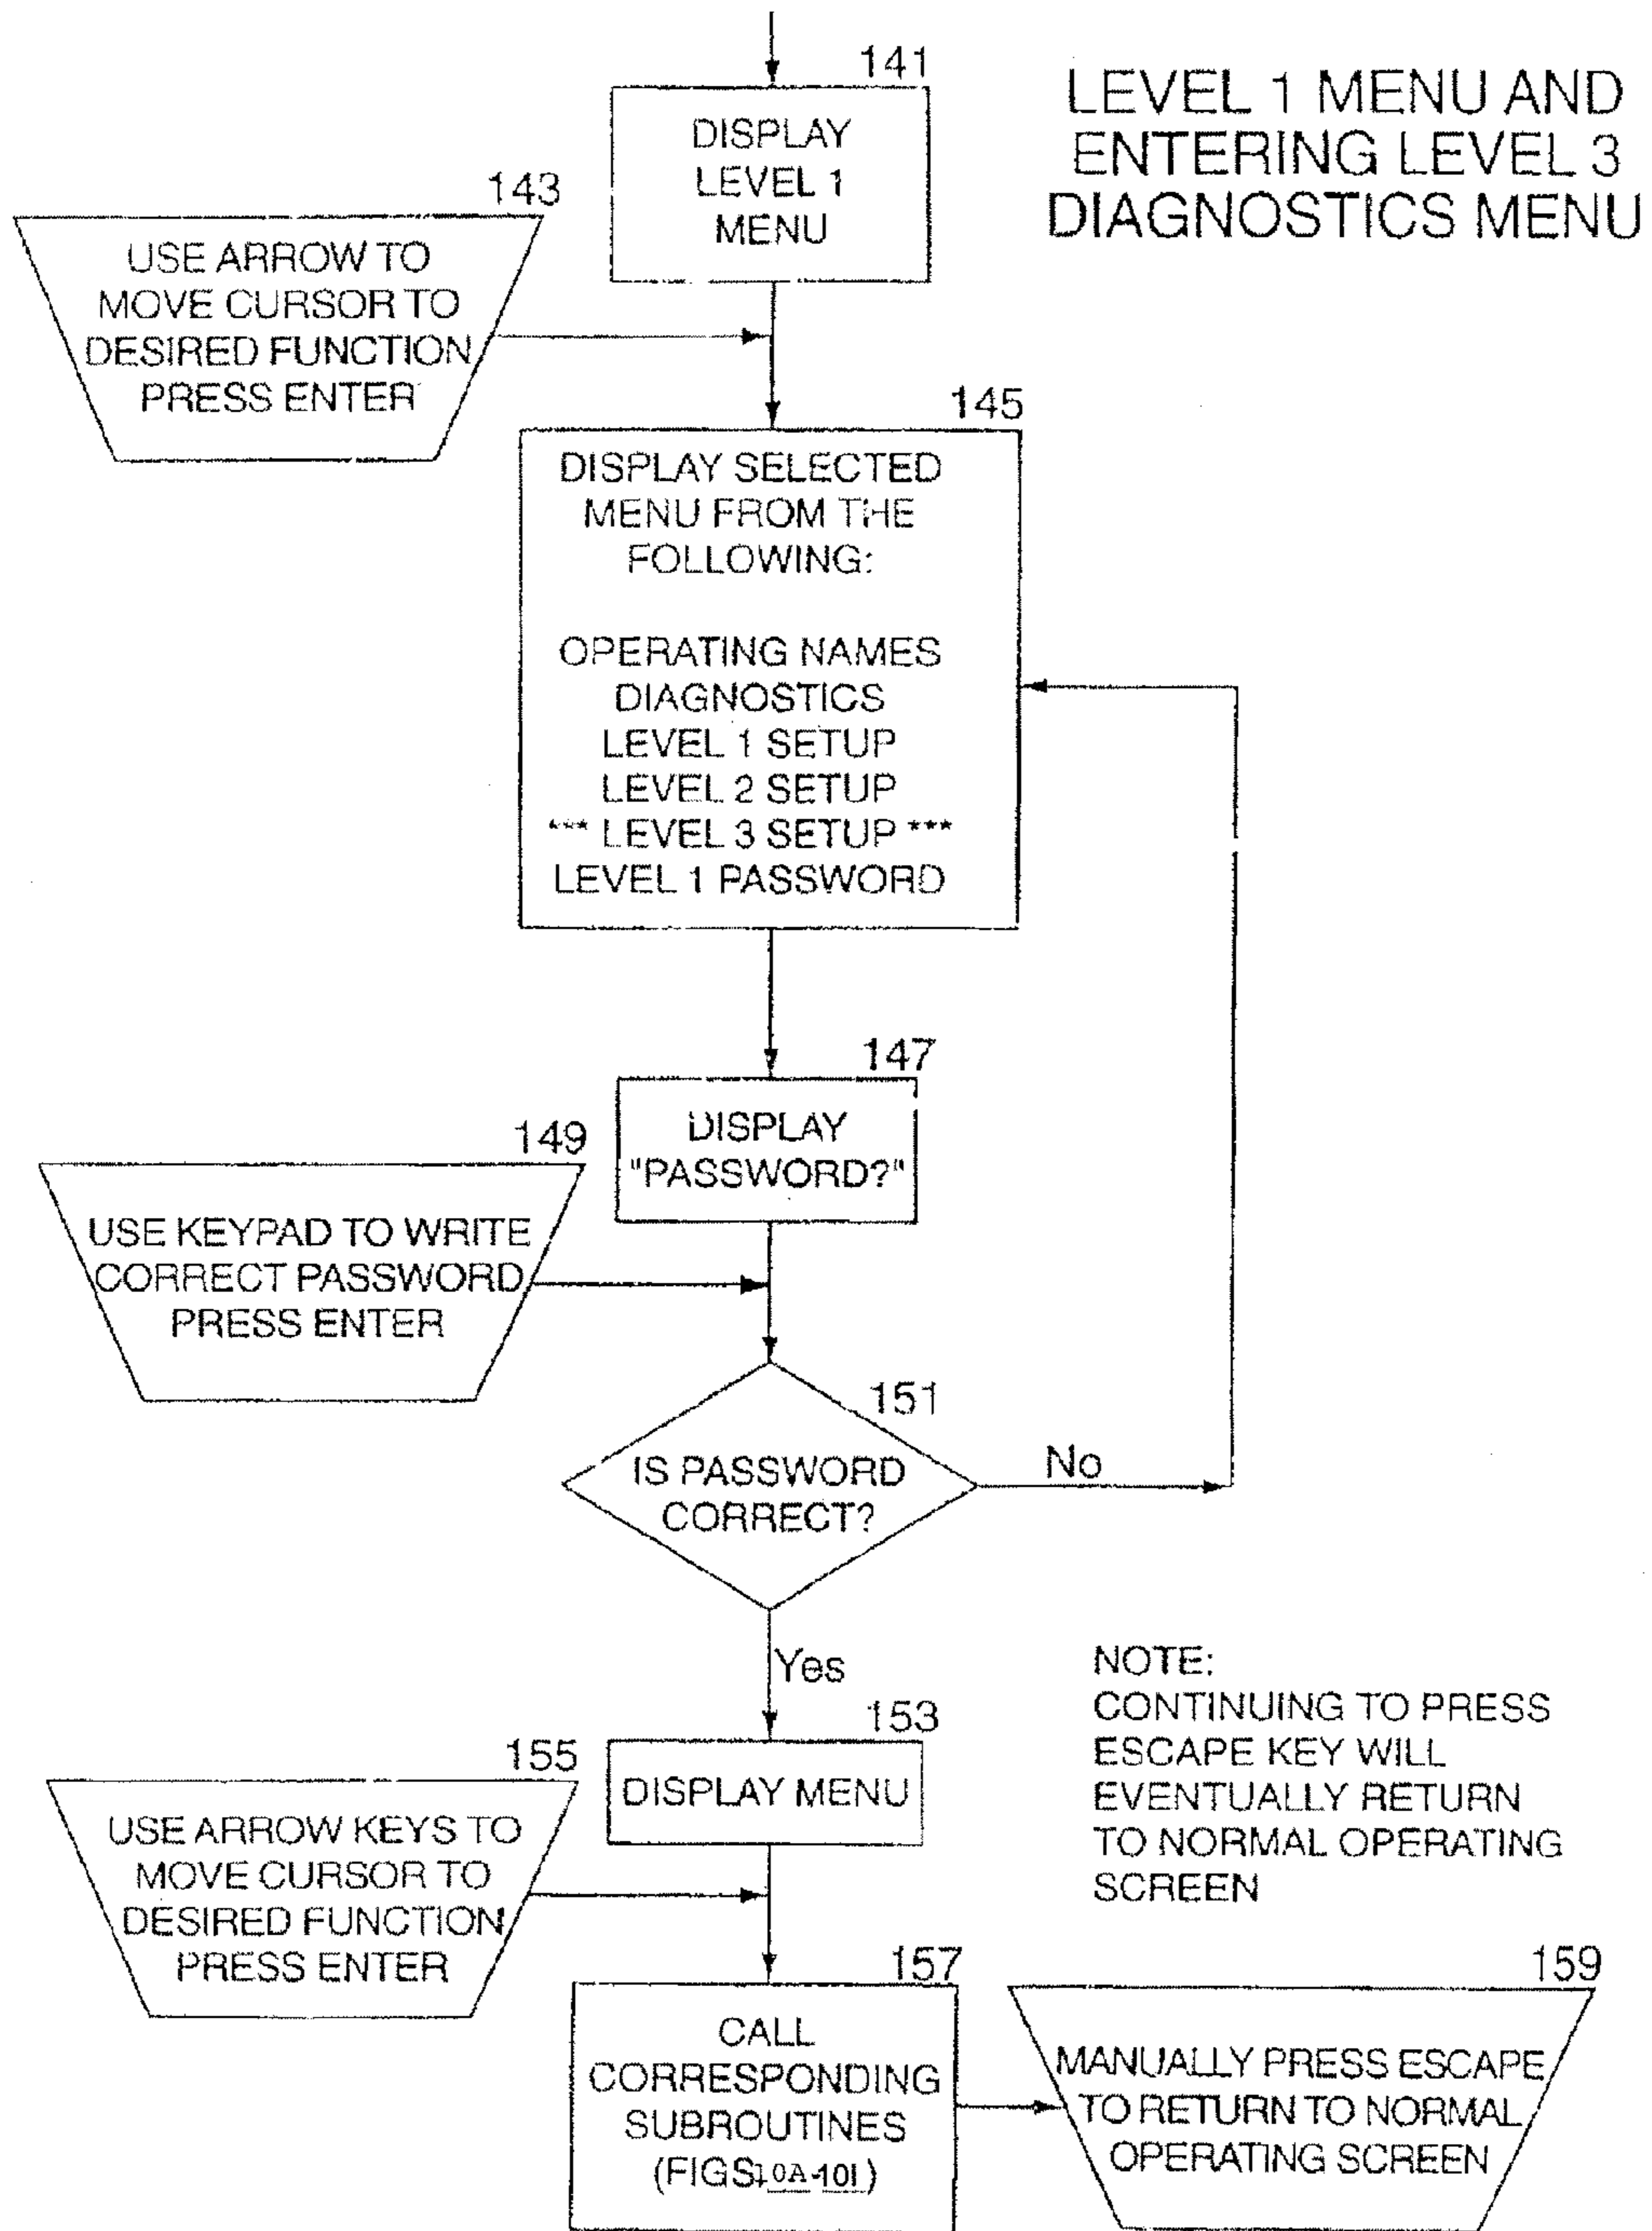 141
DISPLAY
LEVEL 1
MENU
LEVEL 1 MENU AND
ENTERING LEVEL 3
DIAGNOSTICS MENU
143
USE ARROW TO
MOVE CURSOR TO
DESIRED FUNCTION
PRESS ENTER
145
DISPLAY SELECTED
MENU FROM THE
FOLLOWING:
OPERATING NAMES
DIAGNOSTICS
LEVEL 1 SETUP
LEVEL 2 SETUP
*** LEVEL 3 SETUP ***
LEVEL 1 PASSWORD
147
DISPLAY
"PASSWORD?"
149
USE KEYPAD TO WRITE
CORRECT PASSWORD
PRESS ENTER
151
IS PASSWORD
CORRECT?
No
Yes
153
DISPLAY MENU
155
USE ARROW KEYS TO
MOVE CURSOR TO
DESIRED FUNCTION
PRESS ENTER
NOTE:
CONTINUING TO PRESS
ESCAPE KEY WILL
EVENTUALLY RETURN
TO NORMAL OPERATING
SCREEN
157
CALL
CORRESPONDING
SUBROUTINES
(FIGS.10A-10I)
159
MANUALLY PRESS ESCAPE
TO RETURN TO NORMAL
OPERATING SCREEN